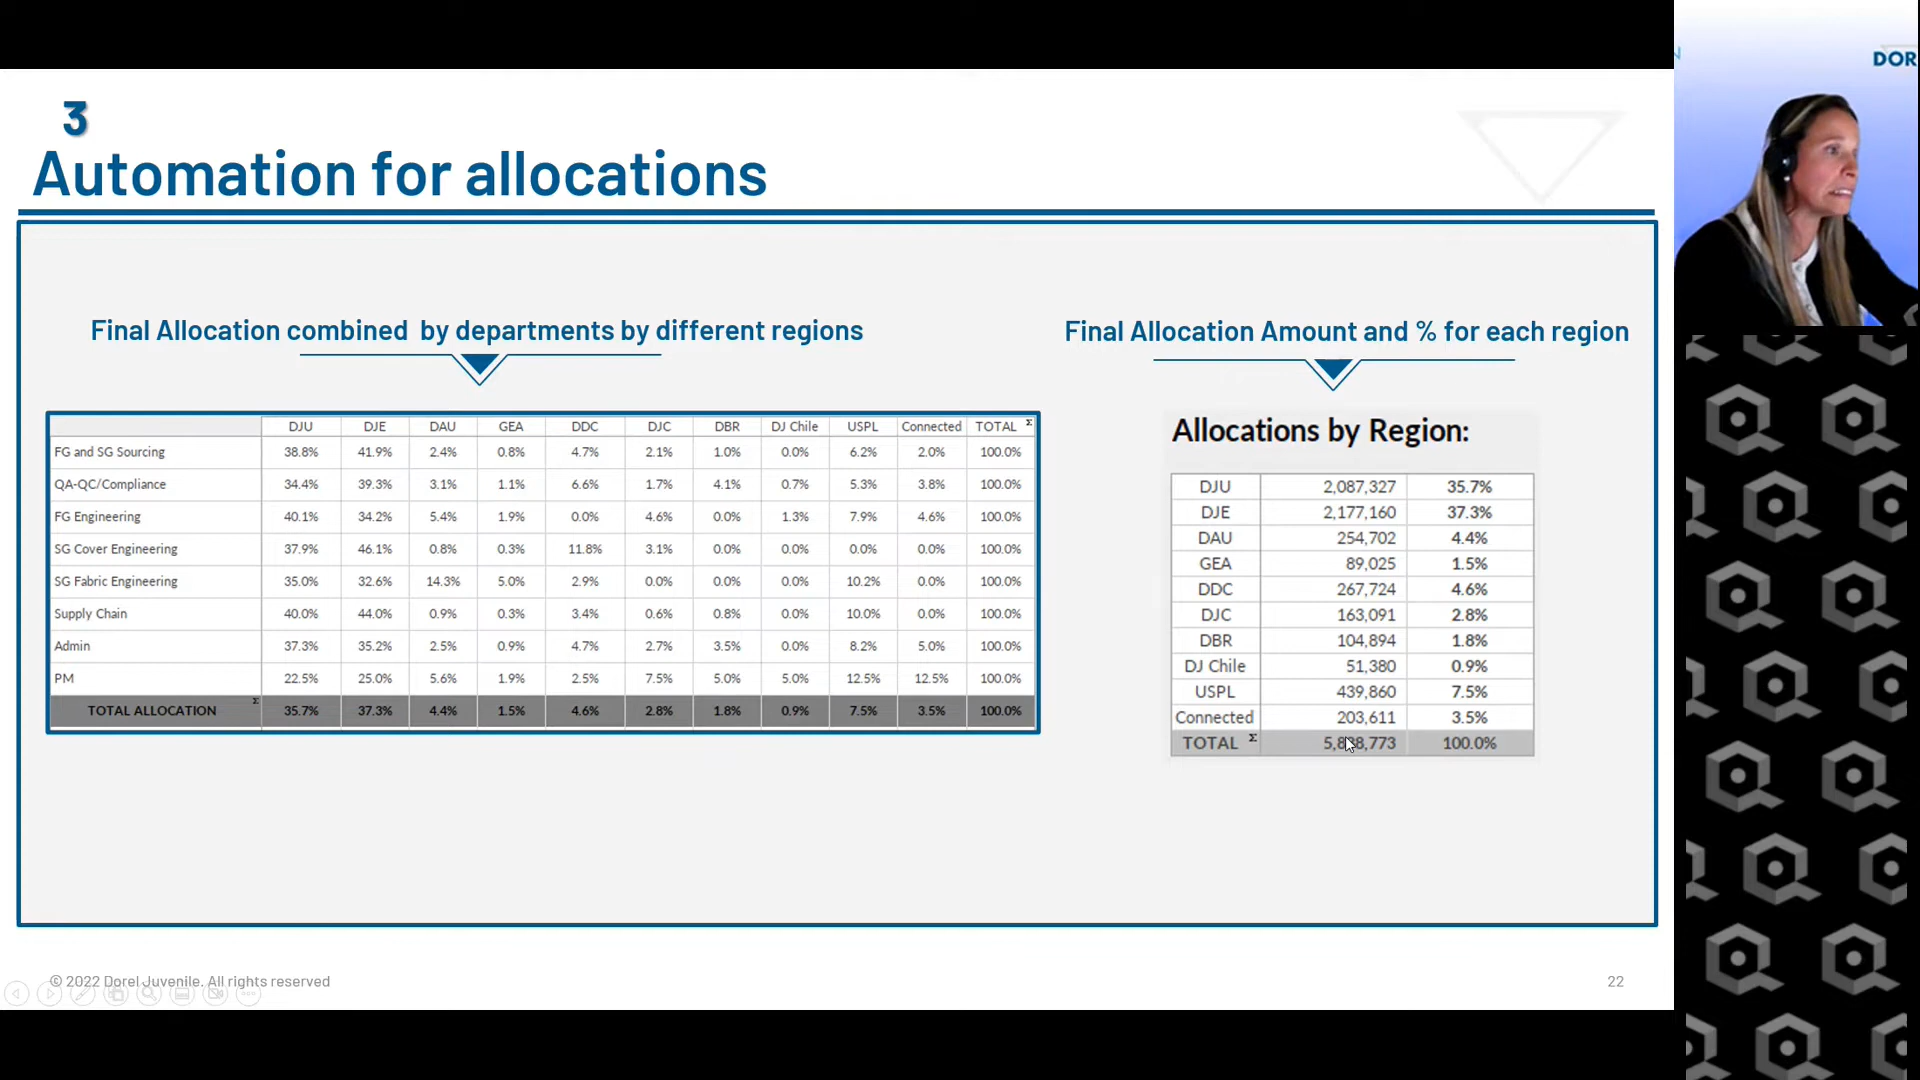 3
Automation for allocations
Final Allocation combined by departments by different regions
DJU DJE DAU GEA DDC DJC DBR DJ Chile USPL Connected TOTAL Σ
FG and SG Sourcing 38.8% 41.9% 2.4% 0.8% 4.7% 2.1% 1.0% 0.0% 6.2% 2.0% 100.0%
QA-QC/Compliance 34.4% 39.3% 3.1% 1.1% 6.6% 1.7% 4.1% 0.7% 5.3% 3.8% 100.0%
FG Engineering 40.1% 34.2% 5.4% 1.9% 0.0% 4.6% 0.0% 1.3% 7.9% 4.6% 100.0%
SG Cover Engineering 37.9% 46.1% 0.8% 0.3% 11.8% 3.1% 0.0% 0.0% 0.0% 0.0% 100.0%
SG Fabric Engineering 35.0% 32.6% 14.3% 5.0% 2.9% 0.0% 0.0% 0.0% 10.2% 0.0% 100.0%
Supply Chain 40.0% 44.0% 0.9% 0.3% 3.4% 0.6% 0.8% 0.0% 10.0% 0.0% 100.0%
Admin 37.3% 35.2% 2.5% 0.9% 4.7% 2.7% 3.5% 0.0% 8.2% 5.0% 100.0%
PM 22.5% 25.0% 5.6% 1.9% 2.5% 7.5% 5.0% 5.0% 12.5% 12.5% 100.0%
TOTAL ALLOCATION Σ 35.7% 37.3% 4.4% 1.5% 4.6% 2.8% 1.8% 0.9% 7.5% 3.5% 100.0%
Final Allocation Amount and % for each region
Allocations by Region:
DJU 2,087,327 35.7%
DJE 2,177,160 37.3%
DAU 254,702 4.4%
GEA 89,025 1.5%
DDC 267,724 4.6%
DJC 163,091 2.8%
DBR 104,894 1.8%
DJ Chile 51,380 0.9%
USPL 439,860 7.5%
Connected 203,611 3.5%
TOTAL Σ 100.0%
© 2022 Dorel Juvenile. All rights reserved
22
DOR